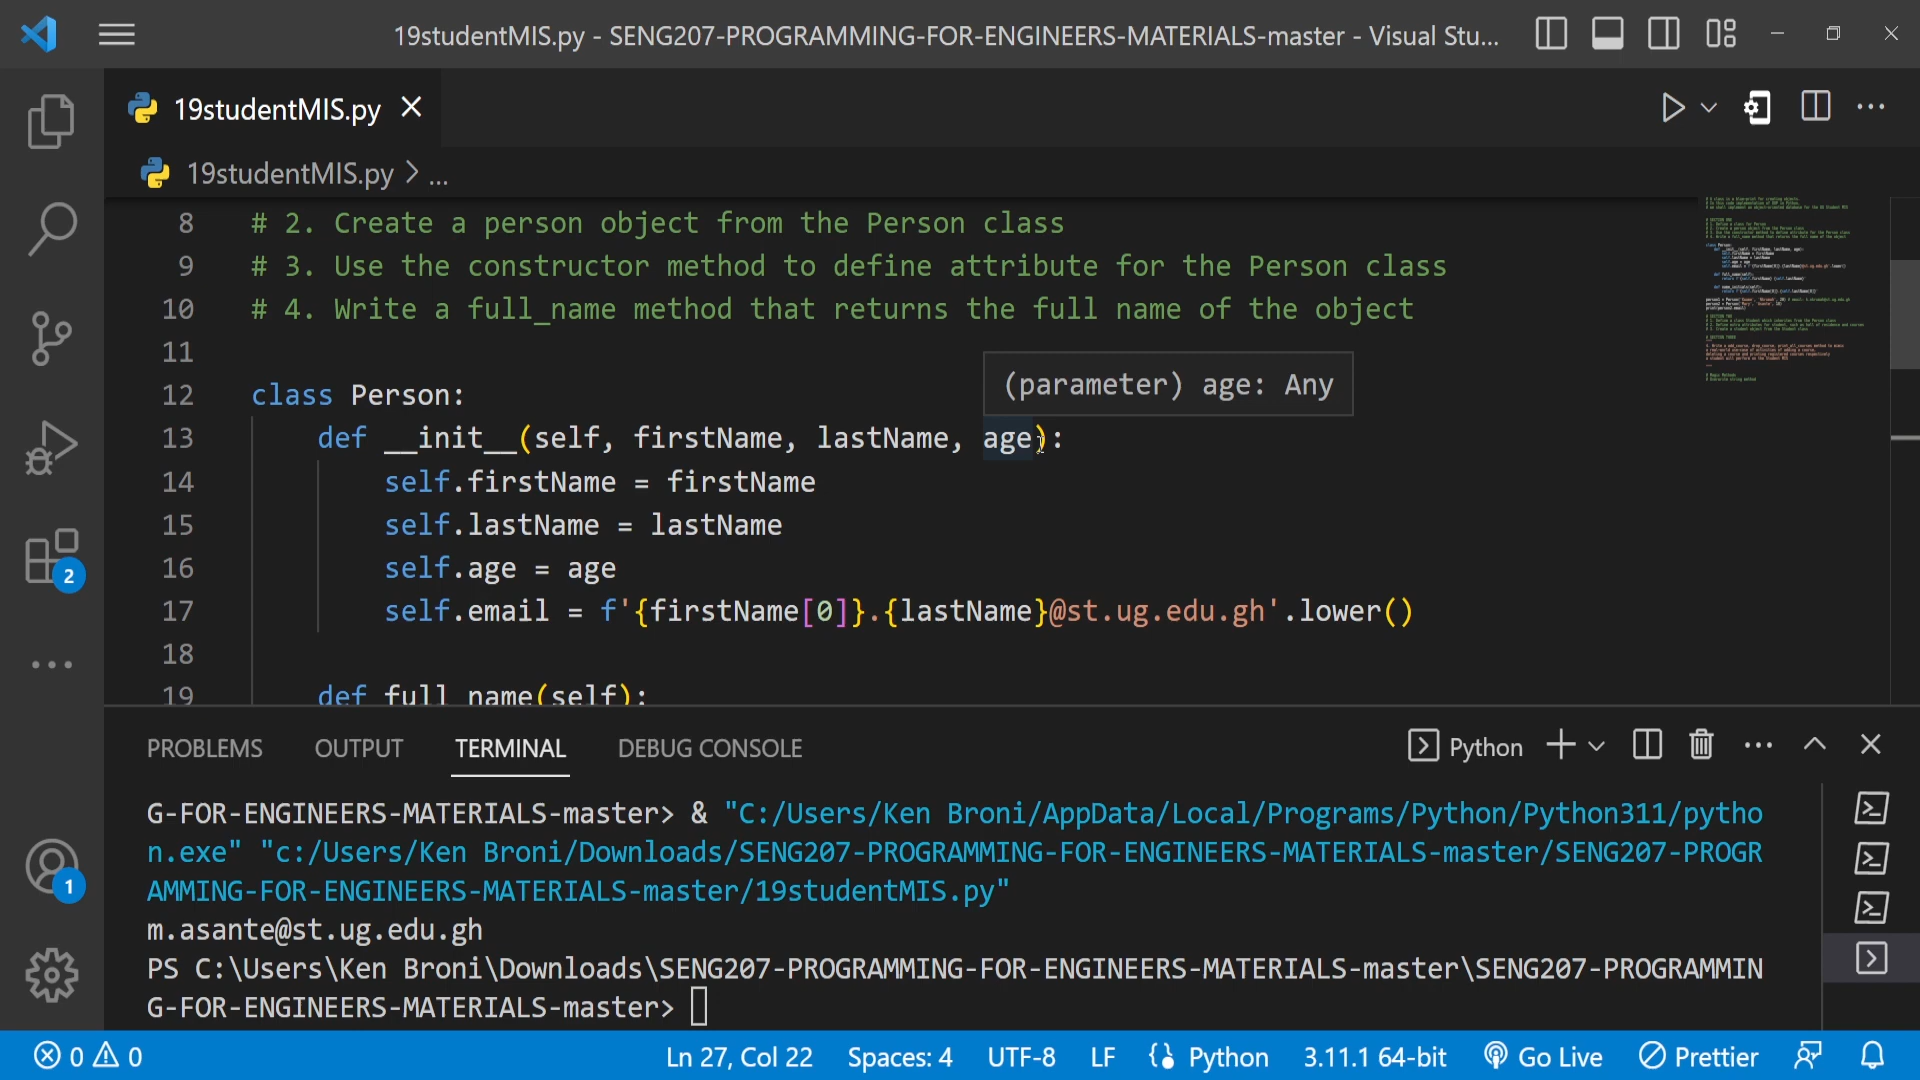 19studentMIS.py - SENG207-PROGRAMMING-FOR-ENGINEERS-MATERIALS-master - Visual Stu...
19studentMIS.py
19studentMIS.py > ...
8 # 2. Create a person object from the Person class
9 # 3. Use the constructor method to define attribute for the Person class
10 # 4. Write a full_name method that returns the full name of the object
11
(parameter) age: Any
12 class Person:
13 def __init__(self, firstName, lastName, age):
14 self.firstName = firstName
15 self.lastName = lastName
16 self.age = age
17 self.email = f'{firstName[0]}.{lastName}@st.ug.edu.gh'.lower()
18
19 def full_name(self):
2
PROBLEMS OUTPUT TERMINAL DEBUG CONSOLE Python
G-FOR-ENGINEERS-MATERIALS-master> & "C:/Users/Ken Broni/AppData/Local/Programs/Python/Python311/pytho
n.exe" "c:/Users/Ken Broni/Downloads/SENG207-PROGRAMMING-FOR-ENGINEERS-MATERIALS-master/SENG207-PROGR
AMMING-FOR-ENGINEERS-MATERIALS-master/19studentMIS.py"
m.asante@st.ug.edu.gh
PS C:\Users\Ken Broni\Downloads\SENG207-PROGRAMMING-FOR-ENGINEERS-MATERIALS-master\SENG207-PROGRAMMIN
G-FOR-ENGINEERS-MATERIALS-master>
1
0 0 Ln 27, Col 22 Spaces: 4 UTF-8 LF Python 3.11.1 64-bit Go Live Prettier